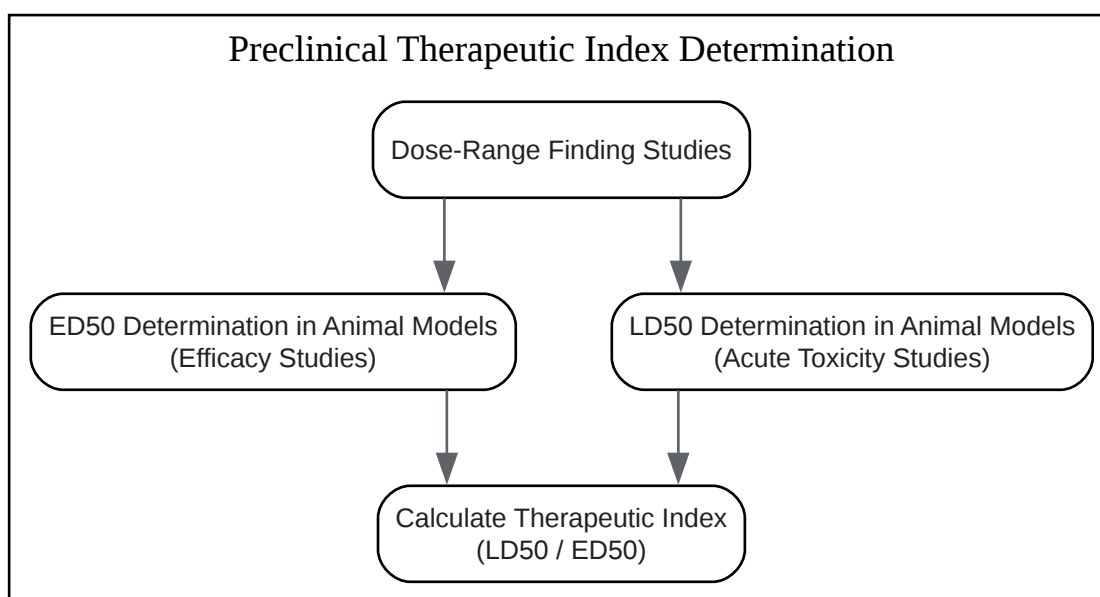 Preclinical Therapeutic Index Determination
Dose-Range Finding Studies
ED50 Determination in Animal Models
(Efficacy Studies)
LD50 Determination in Animal Models
(Acute Toxicity Studies)
Calculate Therapeutic Index
(LD50 / ED50)